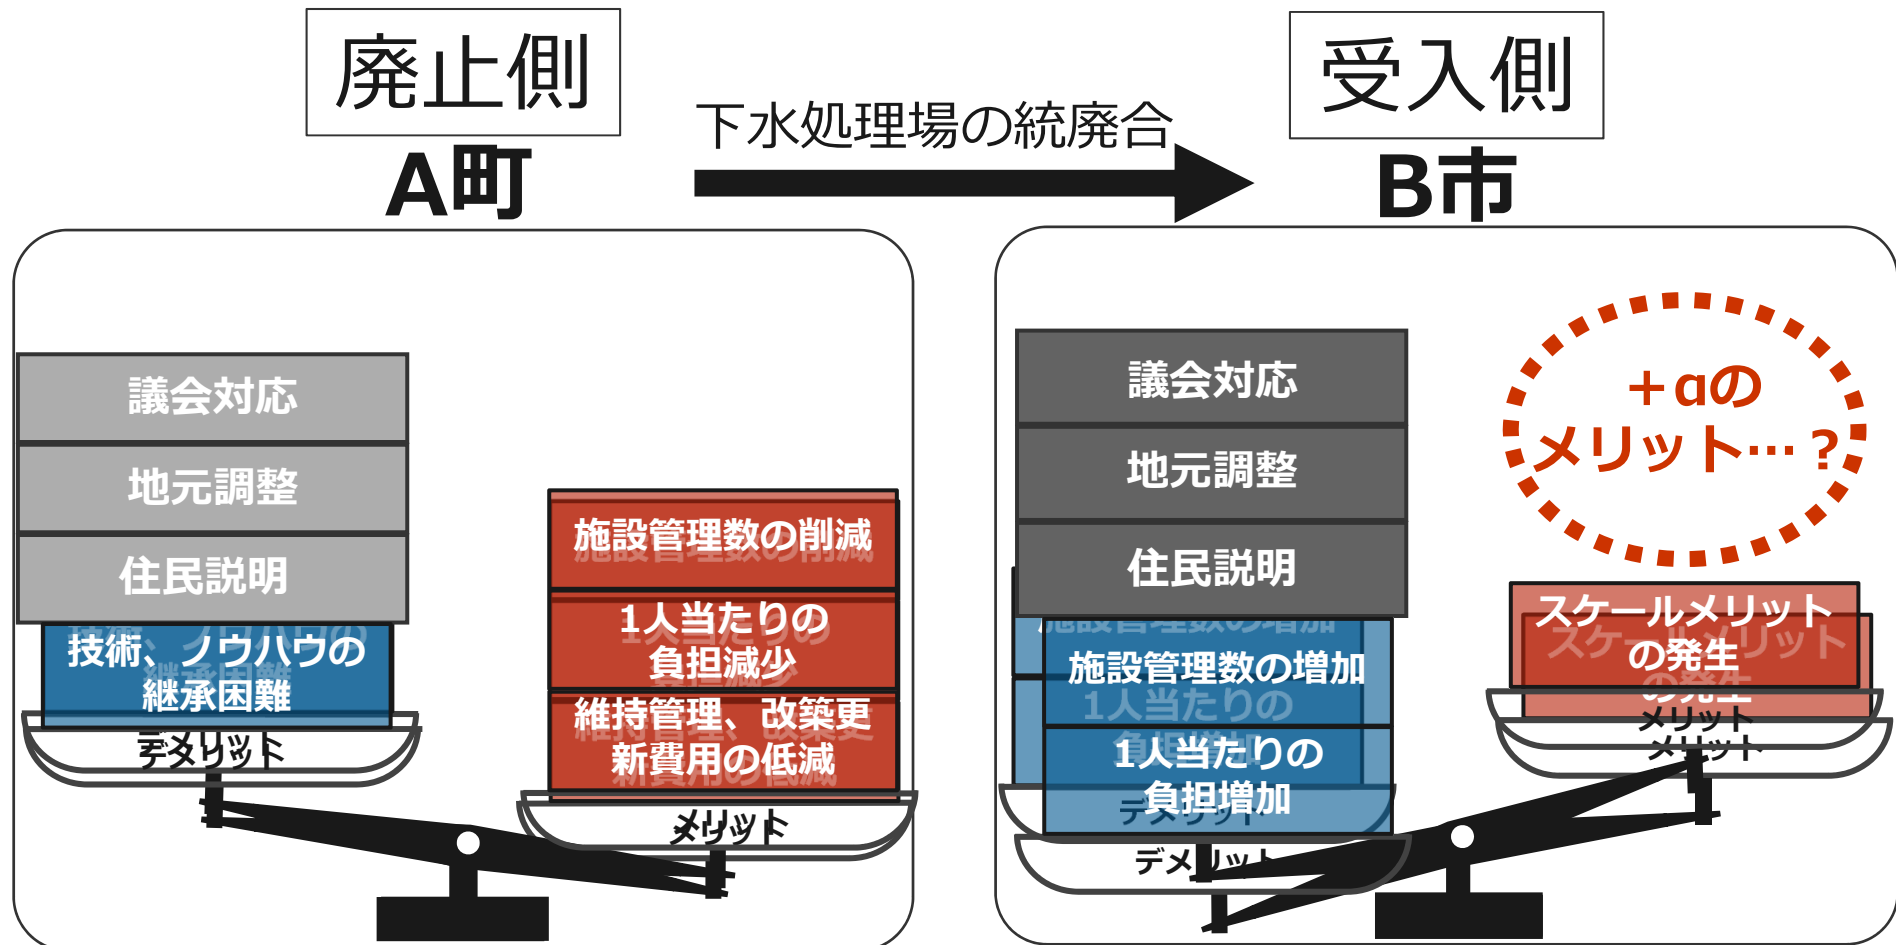 廃止側
A町
下水処理場の統廃合
受入側
B市
議会対応
地元調整
住民説明
技術、ノウハウの
継承困難
デメリット
施設管理数の削減
1人当たりの
負担減少
維持管理、改築更
新費用の低減
メリット
議会対応
地元調整
住民説明
施設管理数の増加
1人当たりの
負担増加
デメリット
+αの
メリット…?
スケールメリット
の発生
メリット